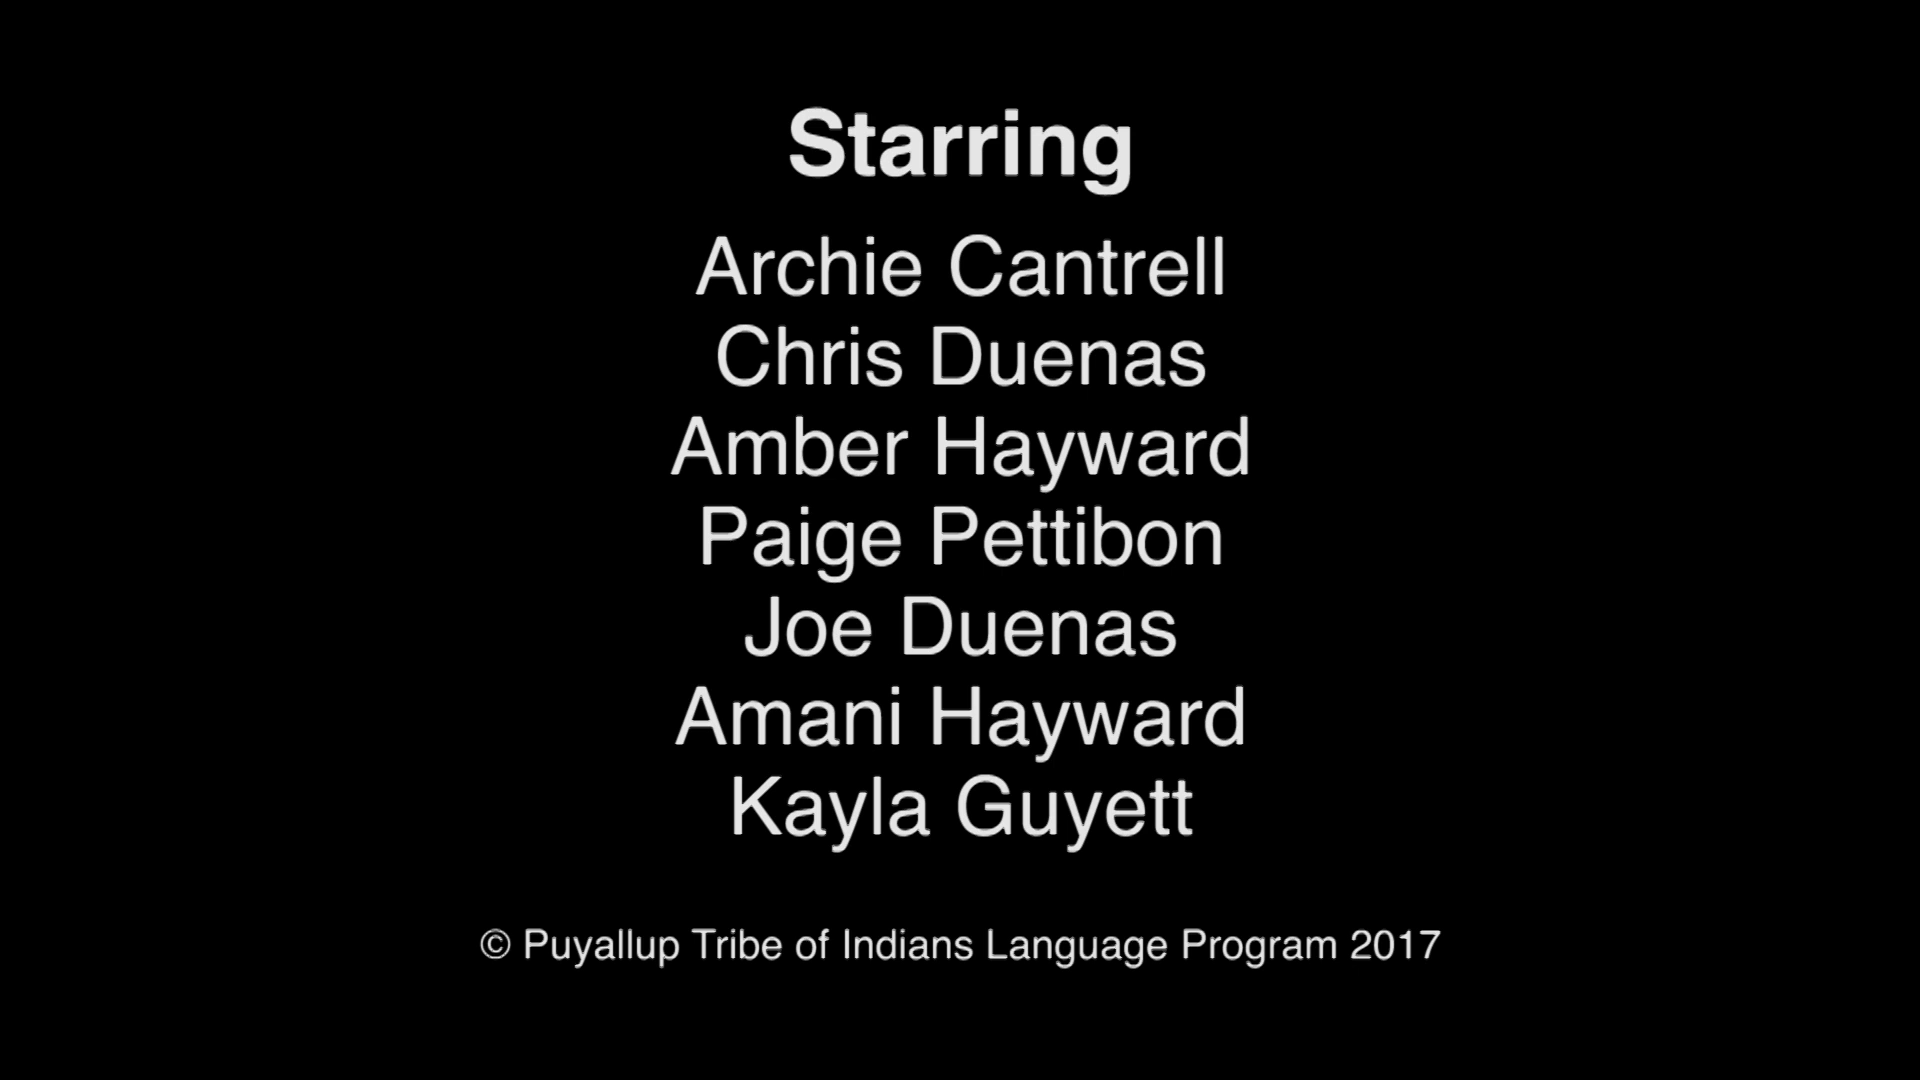 Starring
Archie Cantrell
Chris Duenas
Amber Hayward
Paige Pettibon
Joe Duenas
Amani Hayward
Kayla Guyett
© Puyallup Tribe of Indians Language Program 2017